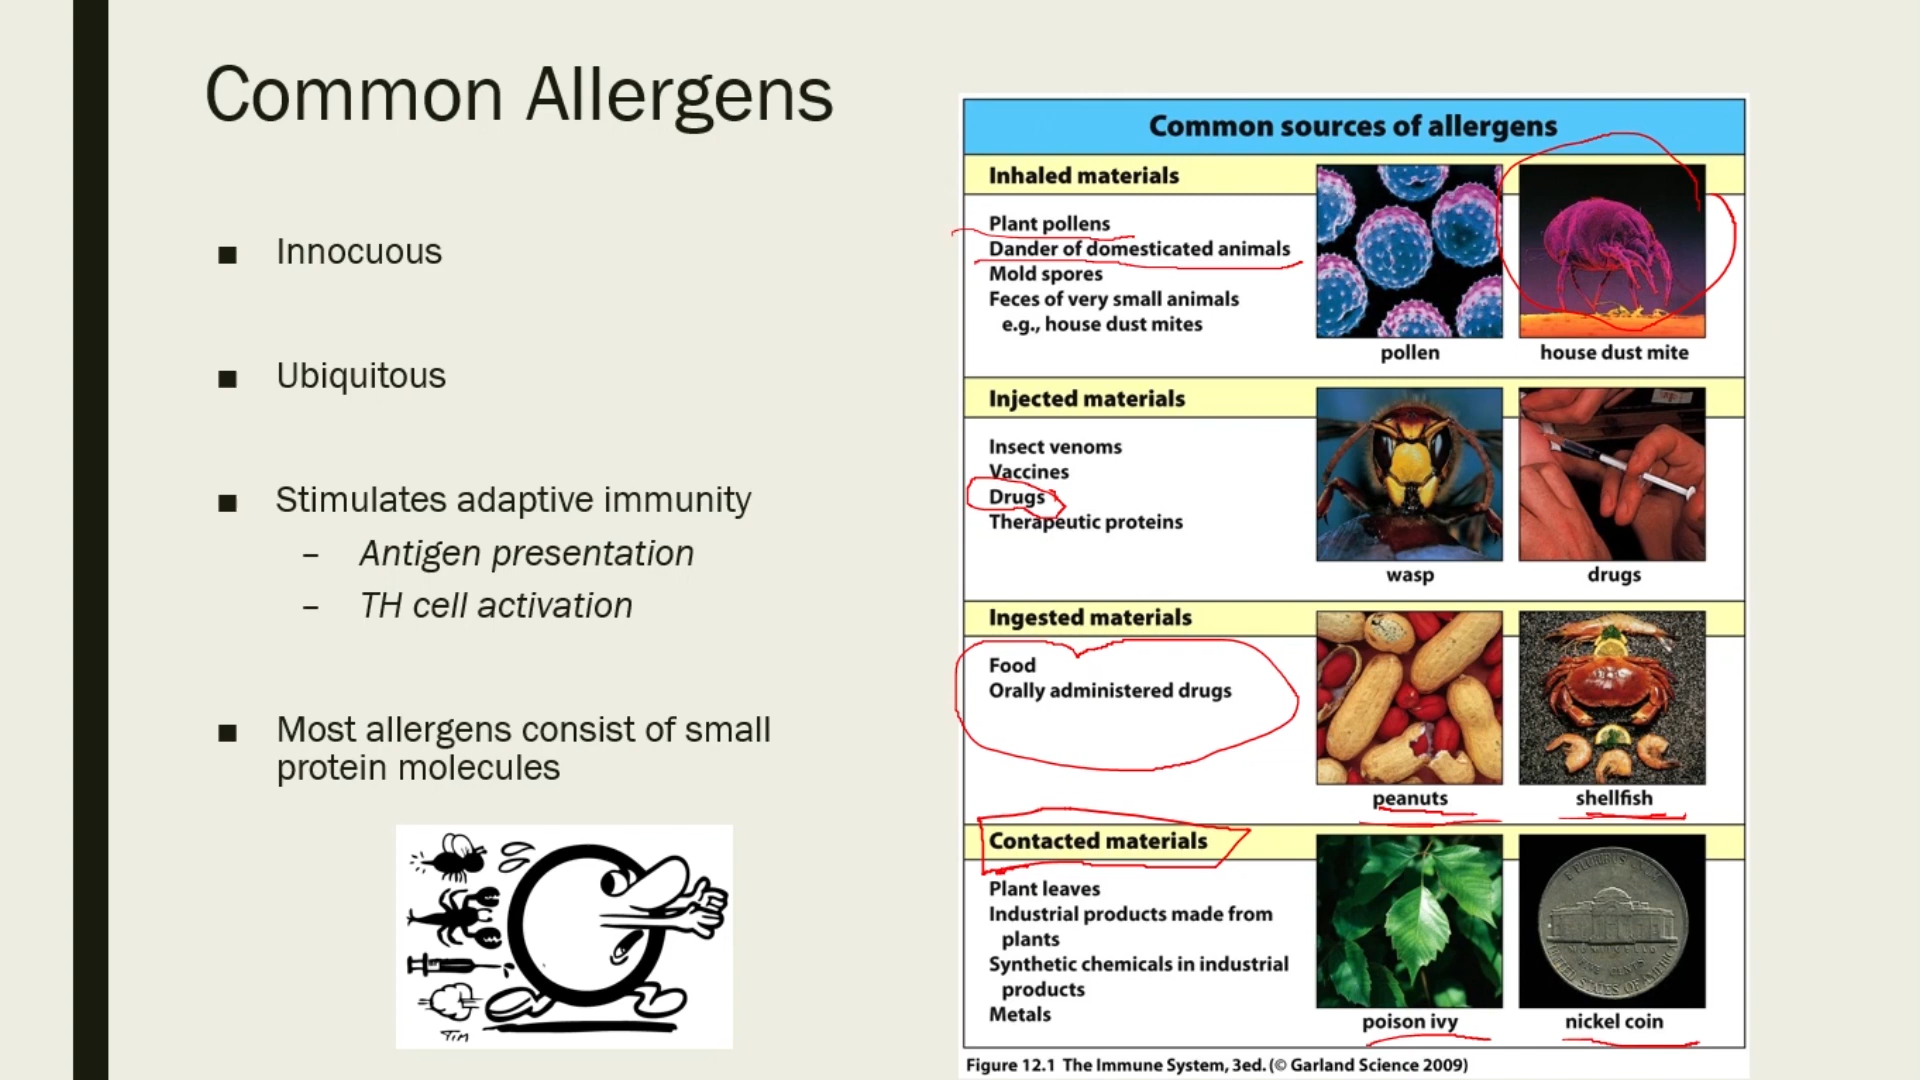 Common Allergens
■ Innocuous
■ Ubiquitous
■ Stimulates adaptive immunity
– Antigen presentation
– TH cell activation
■ Most allergens consist of small
protein molecules
TIM
Common sources of allergens
Inhaled materials
Plant pollens
Dander of domesticated animals
Mold spores
Feces of very small animals
e.g., house dust mites
pollen
house dust mite
Injected materials
Insect venoms
Vaccines
Drugs
Therapeutic proteins
wasp
drugs
Ingested materials
Food
Orally administered drugs
peanuts
shellfish
Contacted materials
Plant leaves
Industrial products made from
plants
Synthetic chemicals in industrial
products
Metals
poison ivy
nickel coin
Figure 12.1 The Immune System, 3ed. (© Garland Science 2009)